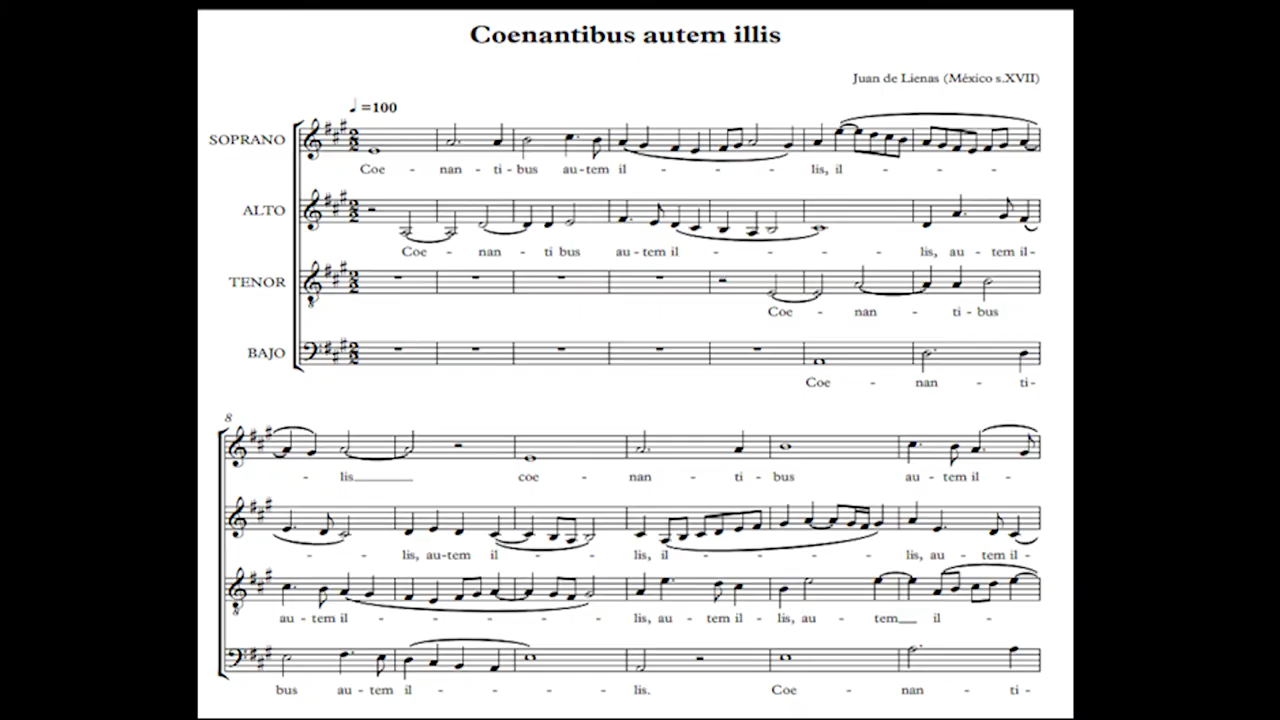 Coenantibus autem illis
Juan de Lienas (México s.XVII)
♩ =100
SOPRANO
Coe - nan - ti - bus au-tem il - - - lis, il - - -
ALTO
Coe - nan - ti bus au - tem il - - - lis, au - tem il-
TENOR
Coe - nan - ti - bus
BAJO
Coe - nan - ti-
8
- lis____ coe - nan - ti - bus au - tem il -
- - lis, au-tem il - - lis, il - - - lis, au - tem il -
au - tem il - - - - lis, au - tem il - lis, au - tem__ il -
bus au - tem il - - lis. Coe - nan - ti -